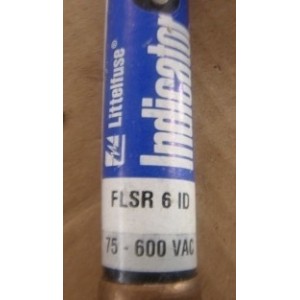 Littelfuse®
Indicator
FLSR 6 ID
75 - 600 VAC